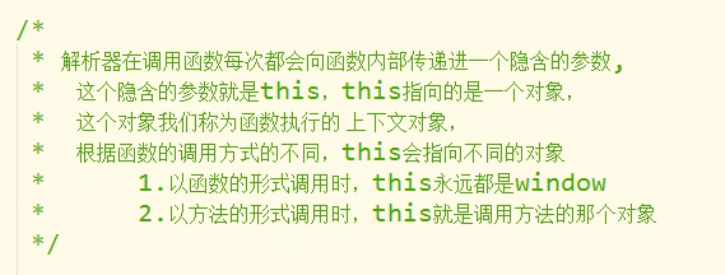 /*
* 解析器在调用函数每次都会向函数内部传递进一个隐含的参数,
* 这个隐含的参数就是this，this指向的是一个对象，
* 这个对象我们称为函数执行的 上下文对象，
* 根据函数的调用方式的不同，this会指向不同的对象
* 1.以函数的形式调用时，this永远都是window
* 2.以方法的形式调用时，this就是调用方法的那个对象
*/